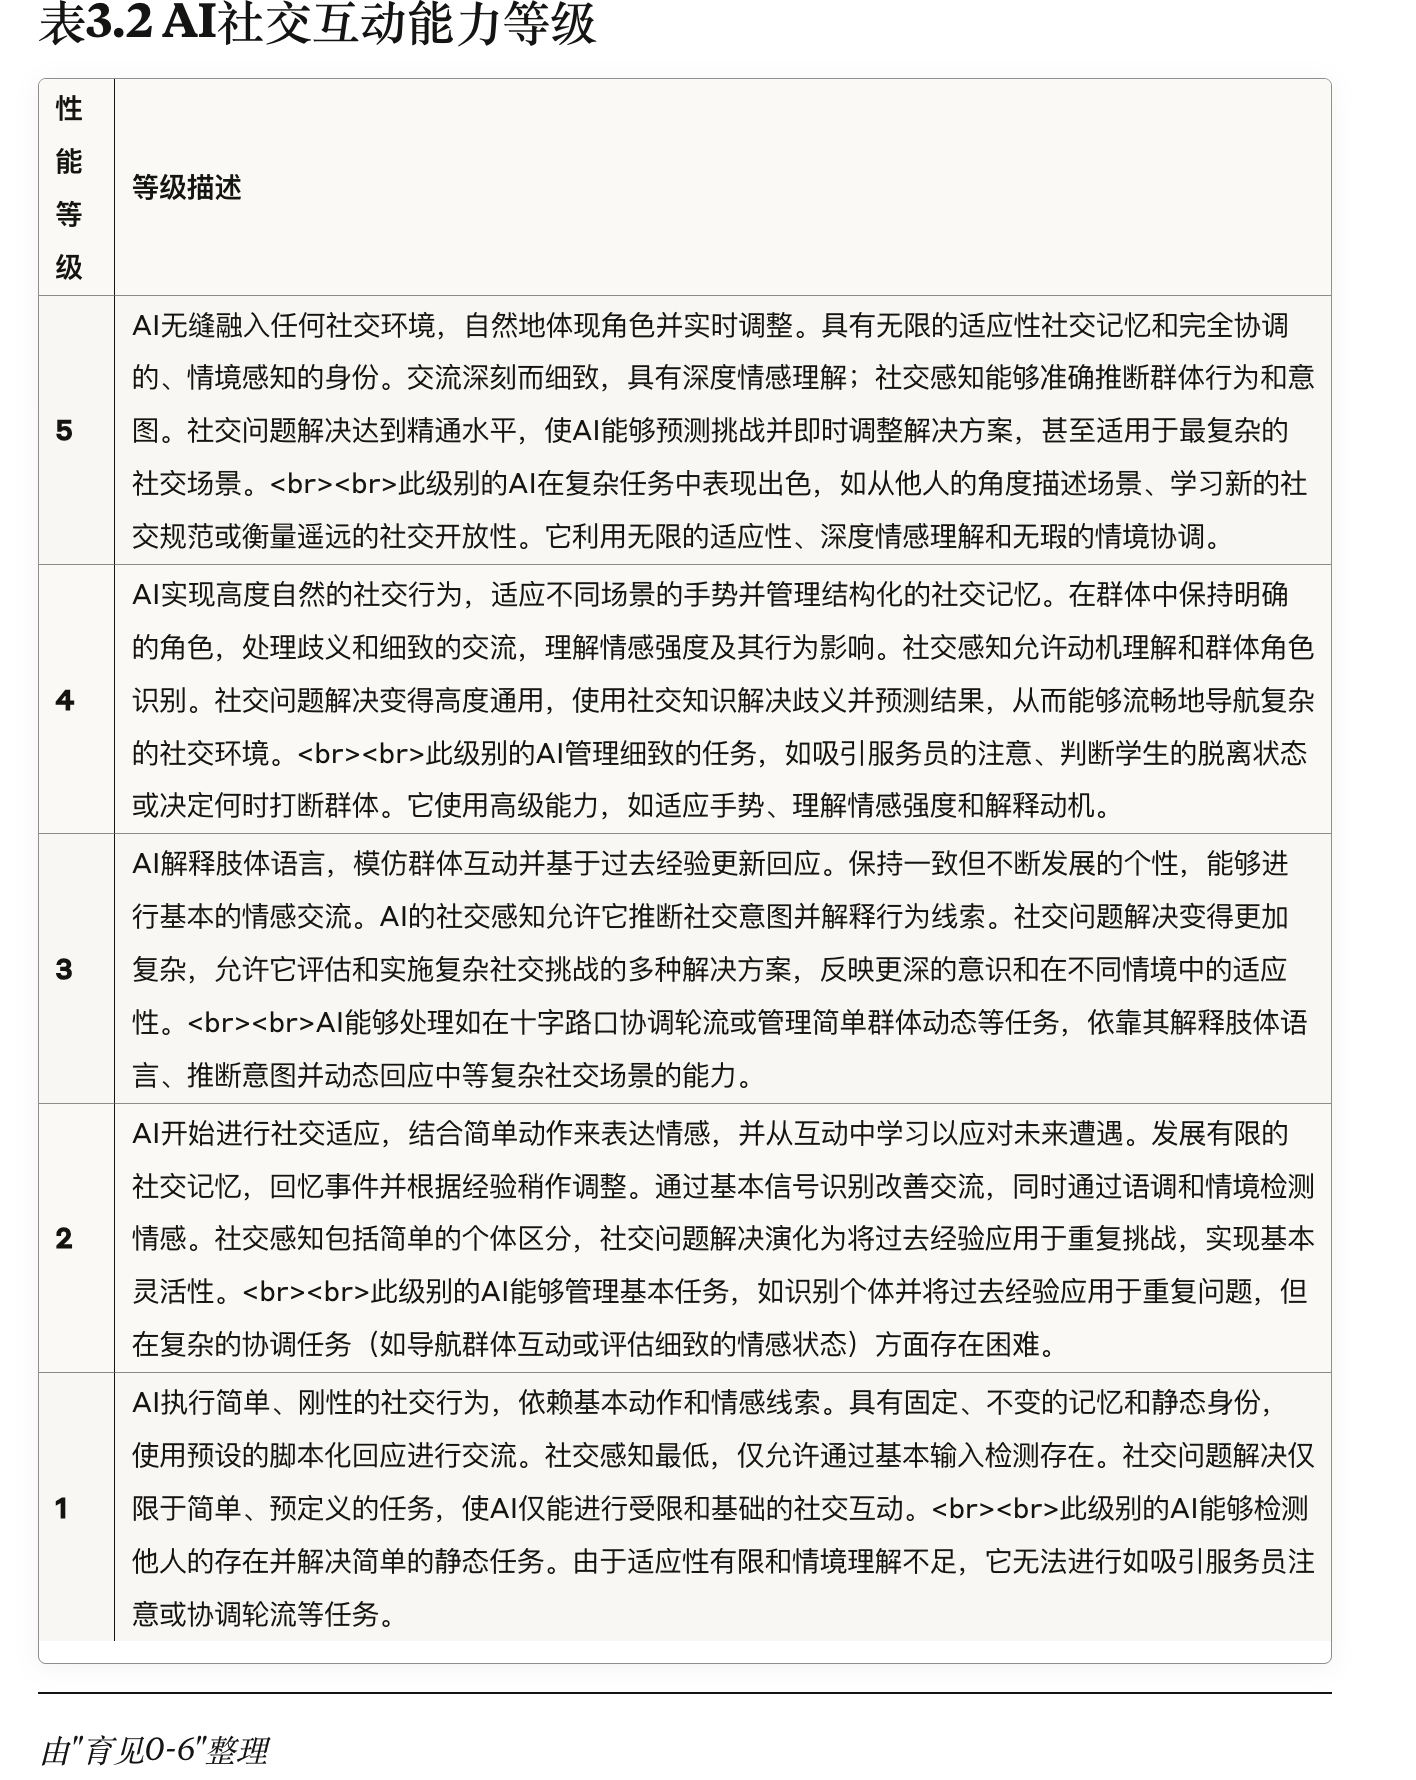 表3.2 AI社交互动能力等级
性
能
等
级
等级描述
5
AI无缝融入任何社交环境，自然地体现角色并实时调整。具有无限的适应性社交记忆和完全协调
的、情境感知的身份。交流深刻而细致，具有深度情感理解；社交感知能够准确推断群体行为和意
图。社交问题解决达到精通水平，使AI能够预测挑战并即时调整解决方案，甚至适用于最复杂的
社交场景。<br><br>此级别的AI在复杂任务中表现出色，如从他人的角度描述场景、学习新的社
交规范或衡量遥远的社交开放性。它利用无限的适应性、深度情感理解和无瑕的情境协调。
4
AI实现高度自然的社交行为，适应不同场景的手势并管理结构化的社交记忆。在群体中保持明确
的角色，处理歧义和细致的交流，理解情感强度及其行为影响。社交感知允许动机理解和群体角色
识别。社交问题解决变得高度通用，使用社交知识解决歧义并预测结果，从而能够流畅地导航复杂
的社交环境。<br><br>此级别的AI管理细致的任务，如吸引服务员的注意、判断学生的脱离状态
或决定何时打断群体。它使用高级能力，如适应手势、理解情感强度和解释动机。
3
AI解释肢体语言，模仿群体互动并基于过去经验更新回应。保持一致但不断发展的个性，能够进
行基本的情感交流。AI的社交感知允许它推断社交意图并解释行为线索。社交问题解决变得更加
复杂，允许它评估和实施复杂社交挑战的多种解决方案，反映更深的意识和在不同情境中的适应
性。<br><br>AI能够处理如在十字路口协调轮流或管理简单群体动态等任务，依靠其解释肢体语
言、推断意图并动态回应中等复杂社交场景的能力。
2
AI开始进行社交适应，结合简单动作来表达情感，并从互动中学习以应对未来遭遇。发展有限的
社交记忆，回忆事件并根据经验稍作调整。通过基本信号识别改善交流，同时通过语调和情境检测
情感。社交感知包括简单的个体区分，社交问题解决演化为将过去经验应用于重复挑战，实现基本
灵活性。<br><br>此级别的AI能够管理基本任务，如识别个体并将过去经验应用于重复问题，但
在复杂的协调任务（如导航群体互动或评估细致的情感状态）方面存在困难。
1
AI执行简单、刚性的社交行为，依赖基本动作和情感线索。具有固定、不变的记忆和静态身份，
使用预设的脚本化回应进行交流。社交感知最低，仅允许通过基本输入检测存在。社交问题解决仅
限于简单、预定义的任务，使AI仅能进行受限和基础的社交互动。<br><br>此级别的AI能够检测
他人的存在并解决简单的静态任务。由于适应性有限和情境理解不足，它无法进行如吸引服务员注
意或协调轮流等任务。
由"育见0-6"整理